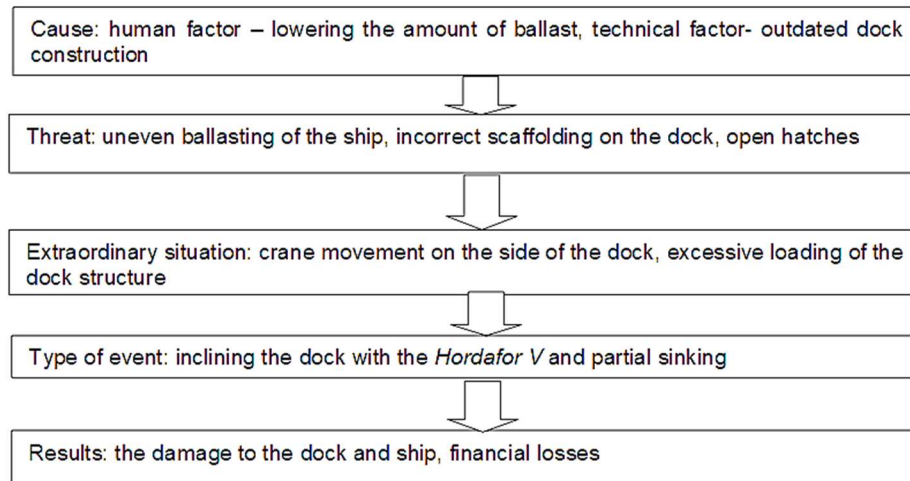 Cause: human factor – lowering the amount of ballast, technical factor- outdated dock
construction
Threat: uneven ballasting of the ship, incorrect scaffolding on the dock, open hatches
Extraordinary situation: crane movement on the side of the dock, excessive loading of the
dock structure
Type of event: inclining the dock with the Hordafor V and partial sinking
Results: the damage to the dock and ship, financial losses